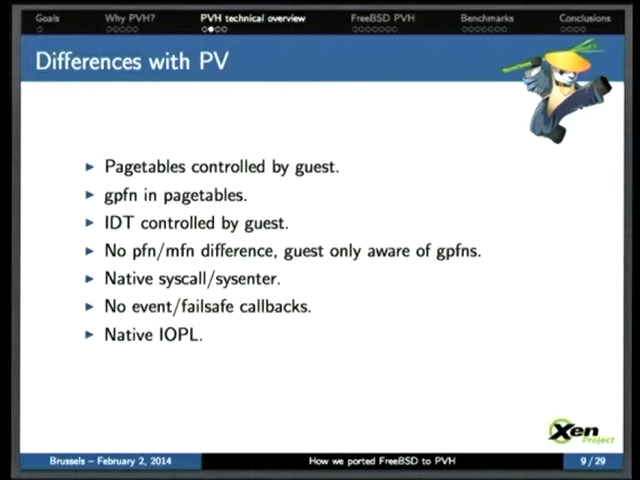 Goals Why PVH? PVH technical overview FreeBSD PVH Benchmarks Conclusions
Differences with PV
Pagetables controlled by guest.
gpfn in pagetables.
IDT controlled by guest.
No pfn/mfn difference, guest only aware of gpfns.
Native syscall/sysenter.
No event/failsafe callbacks.
Native IOPL.
Xen
Project
Brussels – February 2, 2014 How we ported FreeBSD to PVH 9 / 29